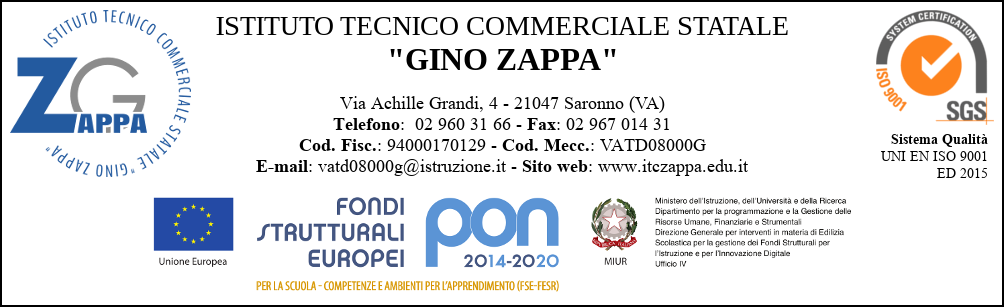 ISTITUTO TECNICO COMMERCIALE STATALE
"GINO ZAPPA"
Via Achille Grandi, 4 - 21047 Saronno (VA)
Telefono: 02 960 31 66 - Fax: 02 967 014 31
Cod. Fisc.: 94000170129 - Cod. Mecc.: VATD08000G
E-mail: vatd08000g@istruzione.it - Sito web: www.itczappa.edu.it
ISTITUTO TECNICO COMMERCIALE STATALE "GINO ZAPPA"
ZG
ZAPPA
SYSTEM CERTIFICATION
ISO 9001
SGS
Sistema Qualità
UNI EN ISO 9001
ED 2015
Unione Europea
FONDI
STRUTTURALI
EUROPEI
pon
2014-2020
PER LA SCUOLA - COMPETENZE E AMBIENTI PER L'APPRENDIMENTO (FSE-FESR)
MIUR
Ministero dell'Istruzione, dell'Università e della Ricerca
Dipartimento per la programmazione e la Gestione delle
Risorse Umane, Finanziarie e Strumentali
Direzione Generale per interventi in materia di Edilizia
Scolastica per la gestione dei Fondi Strutturali per
l'Istruzione e per l'Innovazione Digitale
Ufficio IV